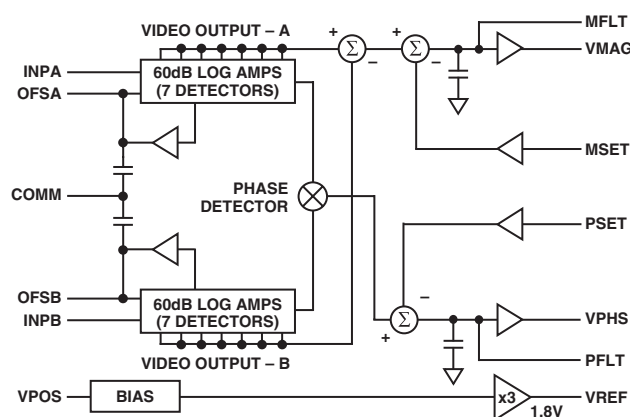 VIDEO OUTPUT – A
+
+
MFLT
INPA
60dB LOG AMPS
(7 DETECTORS)
Σ
Σ
VMAG
OFSA
–
–
MSET
COMM
PHASE
DETECTOR
PSET
–
OFSB
60dB LOG AMPS
(7 DETECTORS)
Σ
VPHS
INPB
+
VIDEO OUTPUT – B
PFLT
VPOS
BIAS
x3
VREF
1.8V